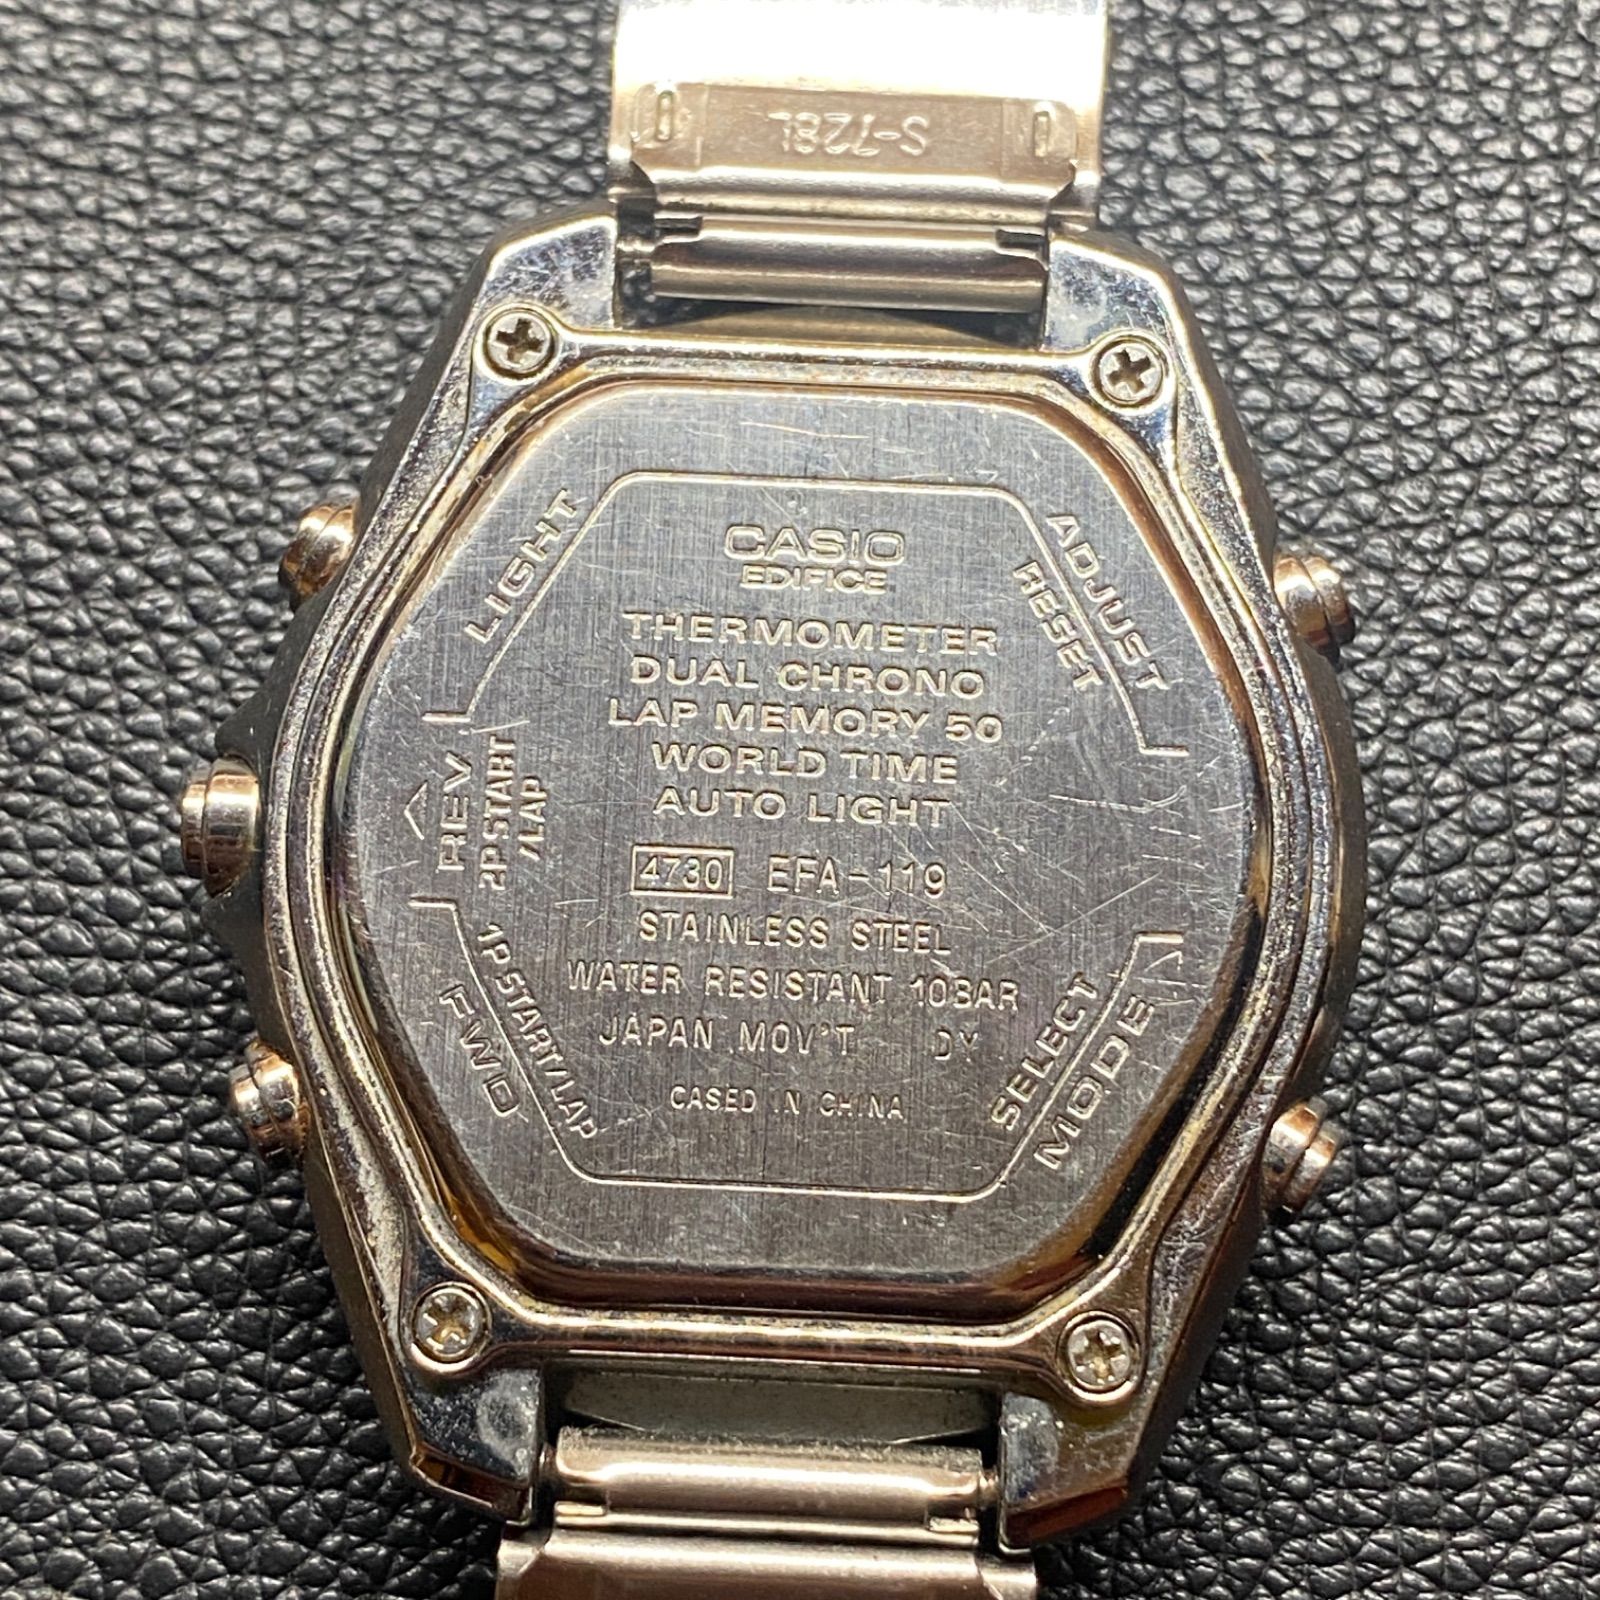 S-728L
CASIO
EDIFICE
LIGHT
ADJUST
RESET
THERMOMETER
DUAL CHRONO
LAP MEMORY 50
WORLD TIME
AUTO LIGHT
REV
2P START
/LAP
4730 EFA-119
STAINLESS STEEL
WATER RESISTANT 10BAR
JAPAN MOV'T DY
CASED IN CHINA
1P START/LAP
FWD
SELECT
MODE